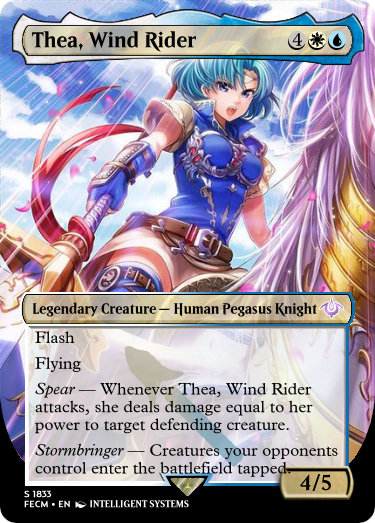 Thea, Wind Rider 4
Legendary Creature — Human Pegasus Knight
Flash
Flying
Spear — Whenever Thea, Wind Rider
attacks, she deals damage equal to her
power to target defending creature.
Stormbringer — Creatures your opponents
control enter the battlefield tapped.
4/5
S 1833
FECM • EN INTELLIGENT SYSTEMS